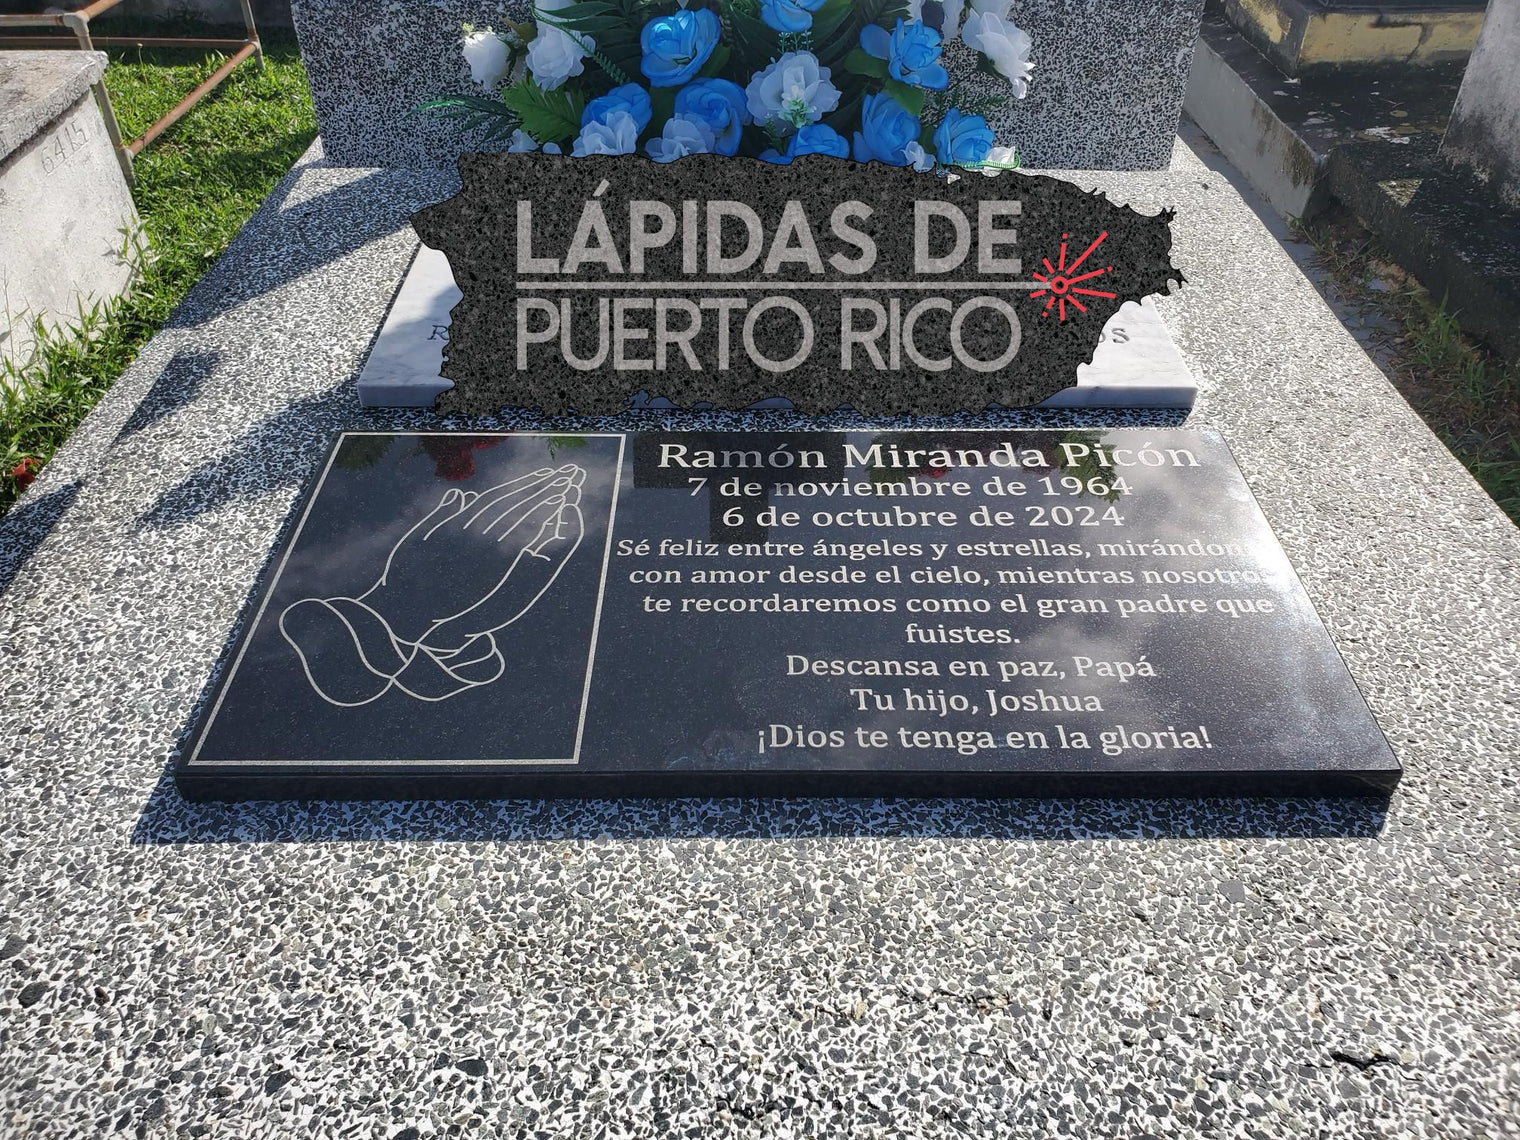 LÁPIDAS DE
PUERTO RICO
6415
Ramón Miranda Picón
7 de noviembre de 1964
6 de octubre de 2024
Sé feliz entre ángeles y estrellas,
con amor desde el cielo, mientras
te recordaremos como el gran padre que
fuistes.
Descansa en paz, Papá
Tu hijo, Joshua
¡Dios te tenga en la gloria!